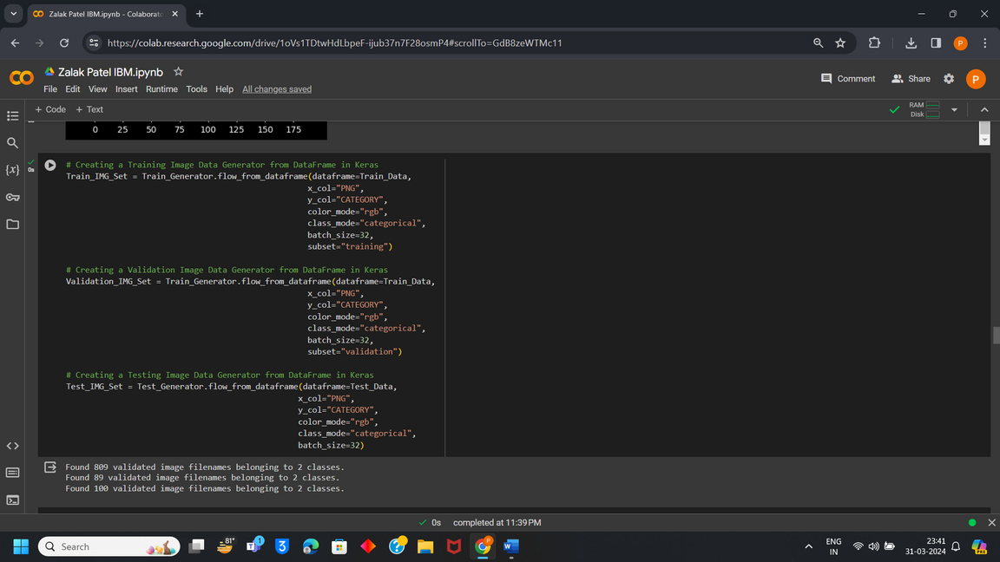 Zalak Patel IBM.ipynb - Colaborato
https://colab.research.google.com/drive/1oVs1TDtwHdLbpeF-ijub37n7F28osmP4#scrollTo=GdB8zeWTMc11
P
CO
Zalak Patel IBM.ipynb
Comment
Share
P
File Edit View Insert Runtime Tools Help All changes saved
+ Code + Text
RAM
Disk
0 25 50 75 100 125 150 175
{x}
0s
# Creating a Training Image Data Generator from DataFrame in Keras
Train_IMG_Set = Train_Generator.flow_from_dataframe(dataframe=Train_Data,
x_col="PNG",
y_col="CATEGORY",
color_mode="rgb",
class_mode="categorical",
batch_size=32,
subset="training")
# Creating a Validation Image Data Generator from DataFrame in Keras
Validation_IMG_Set = Train_Generator.flow_from_dataframe(dataframe=Train_Data,
x_col="PNG",
y_col="CATEGORY",
color_mode="rgb",
class_mode="categorical",
batch_size=32,
subset="validation")
# Creating a Testing Image Data Generator from DataFrame in Keras
Test_IMG_Set = Test_Generator.flow_from_dataframe(dataframe=Test_Data,
x_col="PNG",
y_col="CATEGORY",
color_mode="rgb",
class_mode="categorical",
batch_size=32)
Found 809 validated image filenames belonging to 2 classes.
Found 89 validated image filenames belonging to 2 classes.
Found 100 validated image filenames belonging to 2 classes.
0s completed at 11:39 PM
Search
81°
1
ENG
IN
23:41
31-03-2024
PRE